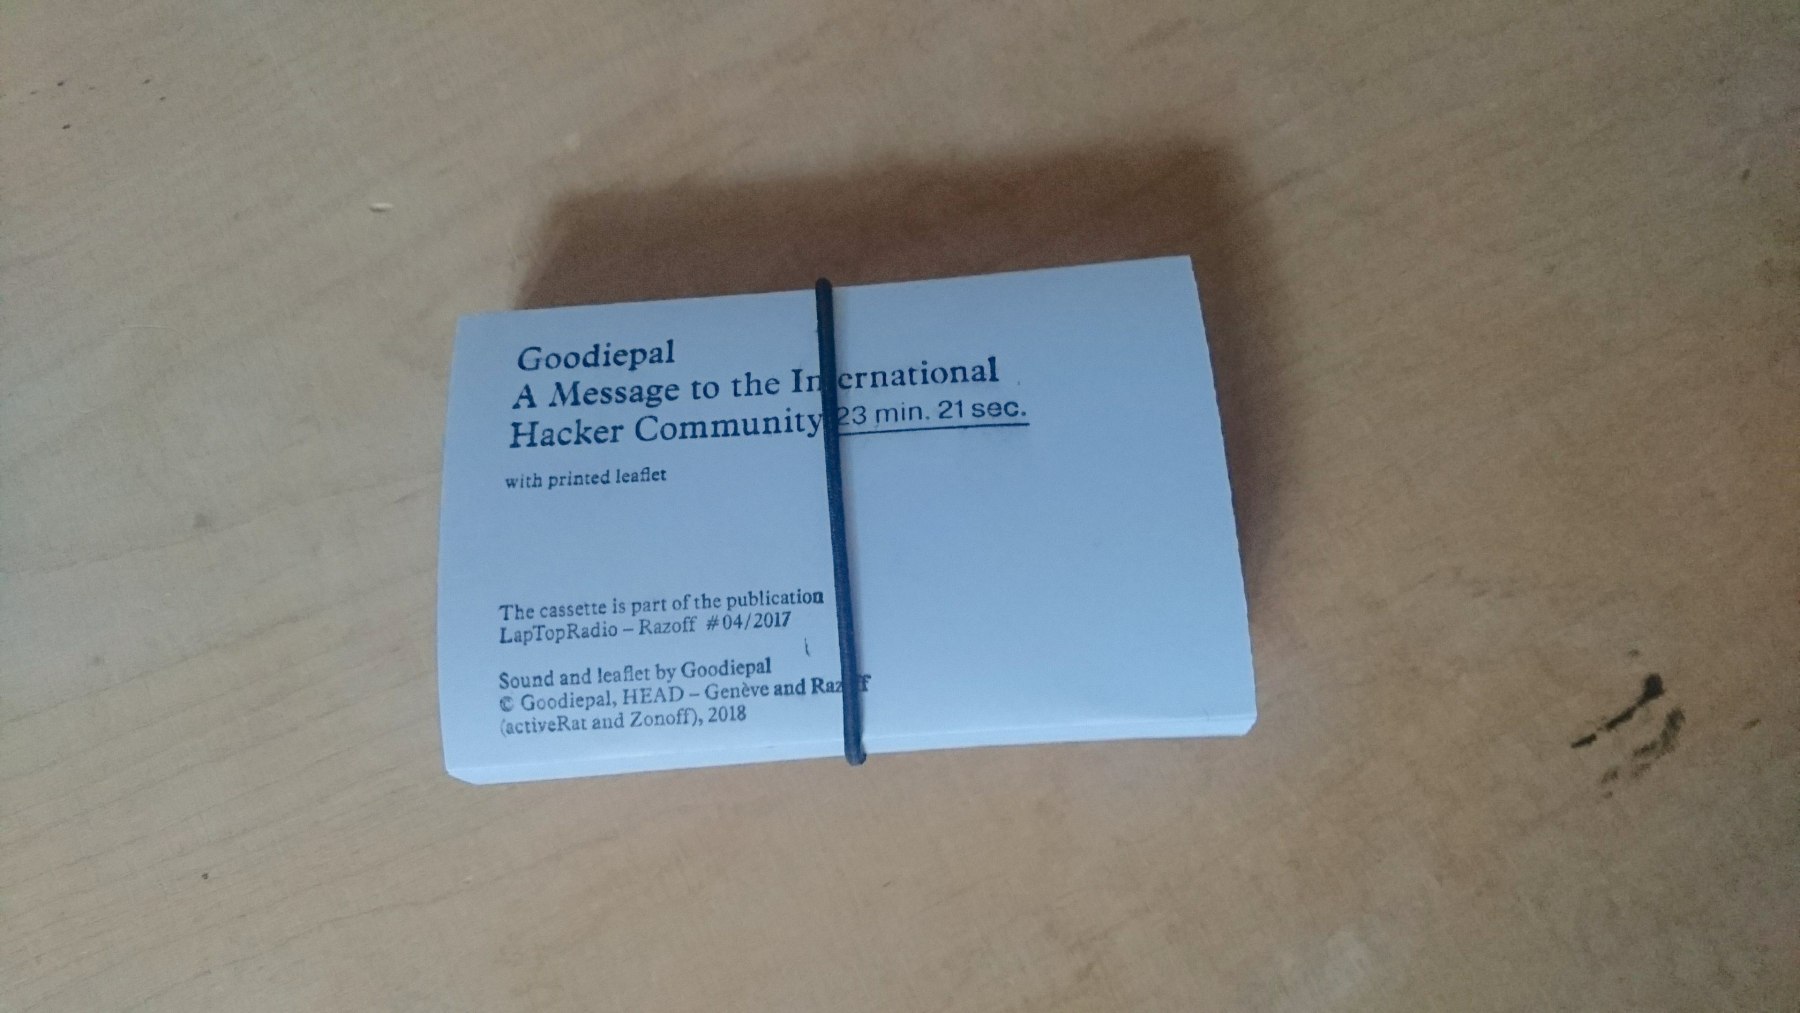 Goodiepal
A Message to the International
Hacker Community 23 min. 21 sec.
with printed leaflet
The cassette is part of the publication
LapTopRadio – Razoff #04/2017
Sound and leaflet by Goodiepal
© Goodiepal, HEAD – Genève and Razoff
(activeRat and Zonoff), 2018